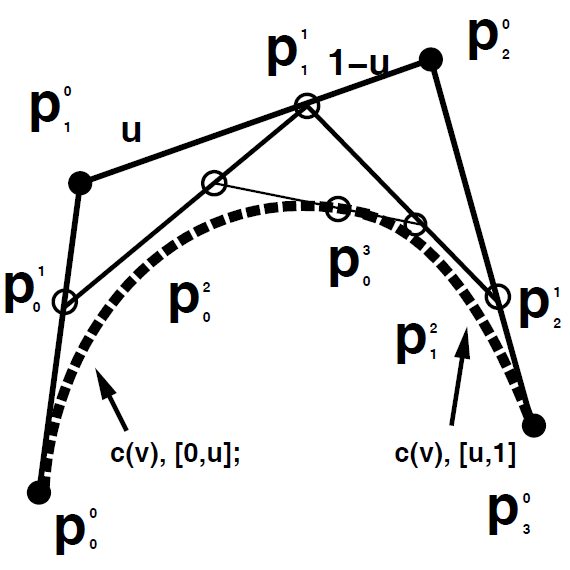 p₂⁰
p₁¹ 1–u
p₁⁰
u
p₀¹
p₀²
p₀³
p₂¹
p₁²
c(v), [0,u];
c(v), [u,1]
p₃⁰
p₀⁰